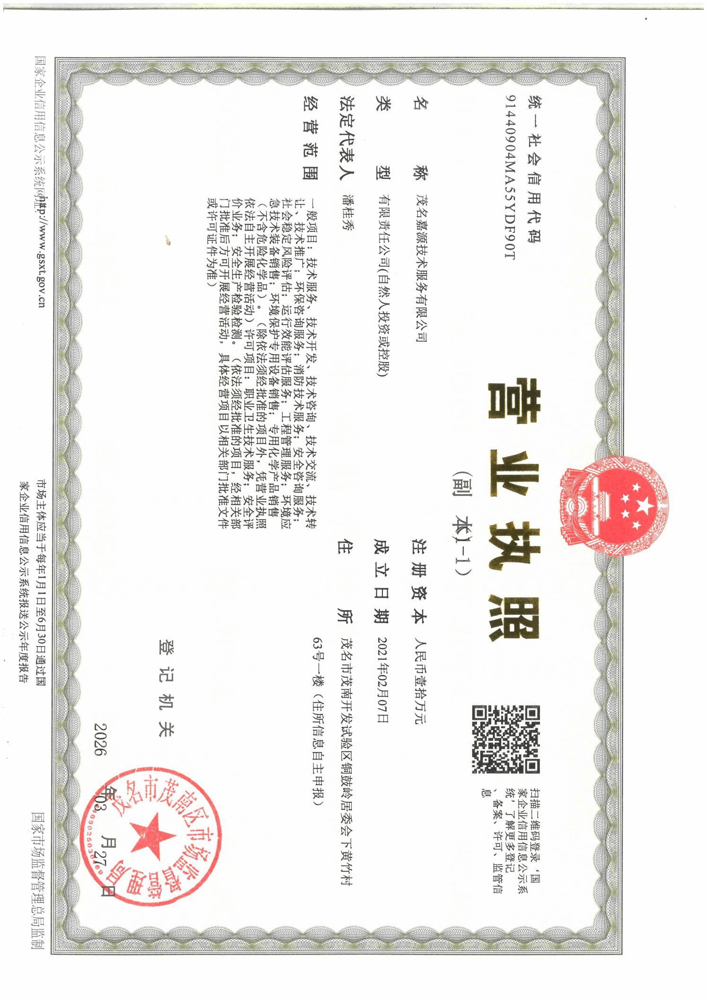 统一社会信用代码
91440904MA55YDF90T
营业执照
(副 本)(1-1)
扫描二维码登录‘国
家企业信用信息公示系
统’了解更多登记
、备案、许可、监管信
息
名 称 茂名嘉源技术服务有限公司
类 型 有限责任公司(自然人投资或控股)
法定代表人 潘桂秀
经营范围 一般项目：技术服务、技术开发、技术咨询、技术交流、技术转
让、技术推广；环保咨询服务；消防技术服务；安全咨询服务；
社会稳定风险评估；运行效能评估服务；工程管理服务；环境应
急技术装备销售；环境保护专用设备销售；专用化学产品销售
（不含危险化学品）。（除依法须经批准的项目外，凭营业执照
依法自主开展经营活动）许可项目：职业卫生技术服务；安全评
价业务；安全生产检验检测。（依法须经批准的项目，经相关部
门批准后方可开展经营活动，具体经营项目以相关部门批准文件
或许可证件为准）
注册资本 人民币壹拾万元
成立日期 2021年02月07日
住 所 茂名市茂南开发试验区铜鼓岭居委会下黄竹村
63号一楼（住所信息自主申报）
登记机关
茂名市茂南区市场监督管理局
2026 年 03 月 27 日
国家企业信用信息公示系统网址：http://www.gsxt.gov.cn
市场主体应当于每年1月1日至6月30日通过国
家企业信用信息公示系统报送公示年度报告
国家市场监督管理总局监制